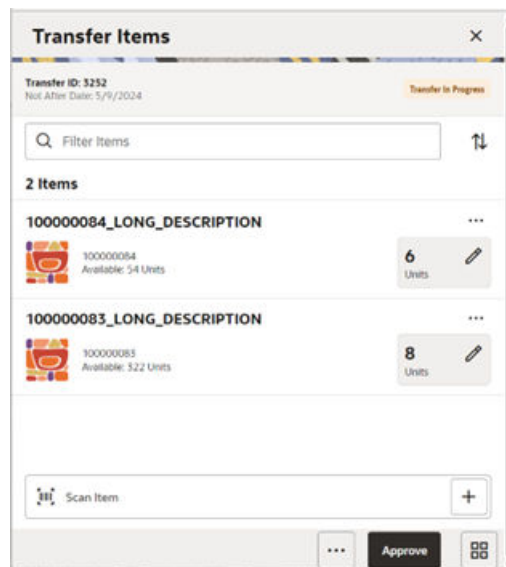 Transfer Items
Transfer ID: 3252
Not After Date: 5/9/2024
Transfer In Progress
Filter Items
2 Items
100000084_LONG_DESCRIPTION
100000084
Available: 54 Units
6
Units
100000083_LONG_DESCRIPTION
100000083
Available: 322 Units
8
Units
Scan Item
Approve